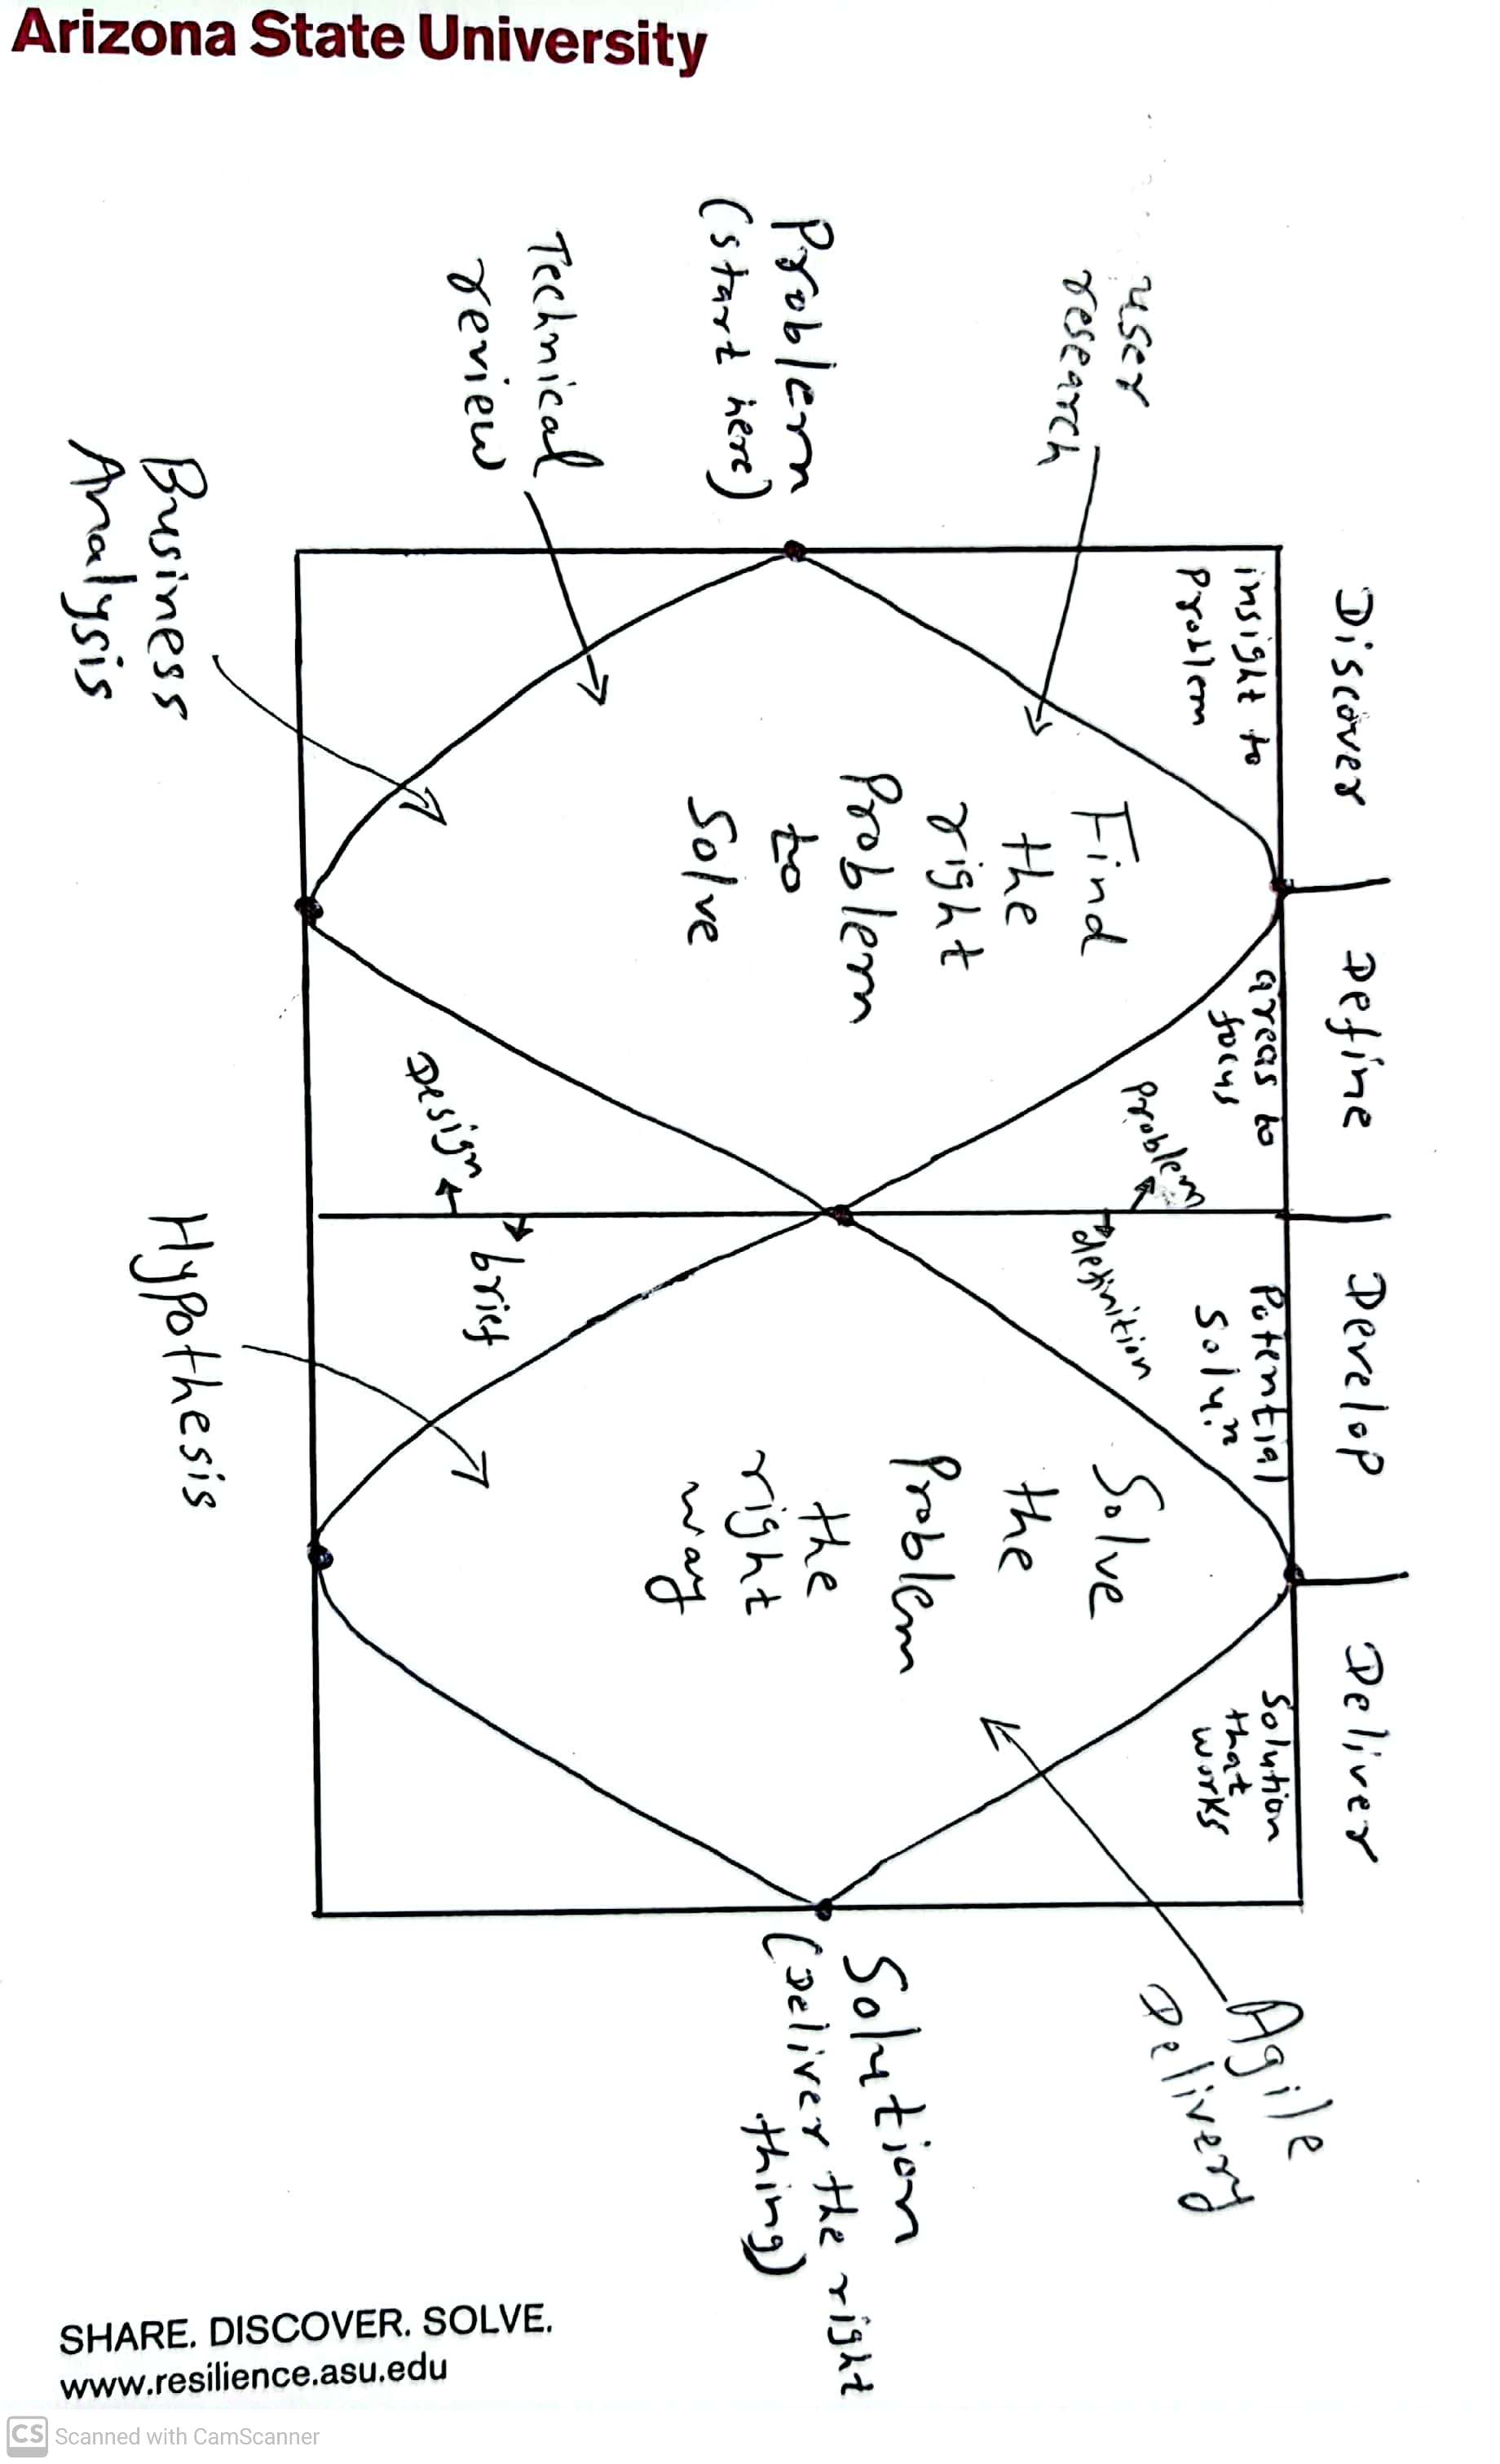 Arizona State University
Discover
Define
Develop
Deliver
insight to
problem
areas to
focus
Potential
Solun
Solution
that
works
user
research
Problem
(start here)
Technical
review
Business
Analysis
Find
the
right
problem
to
Solve
problem
definition
Design
brief
Hypothesis
Solve
the
problem
the
right
way
Agile
Delivery
Solution
(Deliver the right
thing)
SHARE. DISCOVER. SOLVE.
www.resilience.asu.edu
CS Scanned with CamScanner